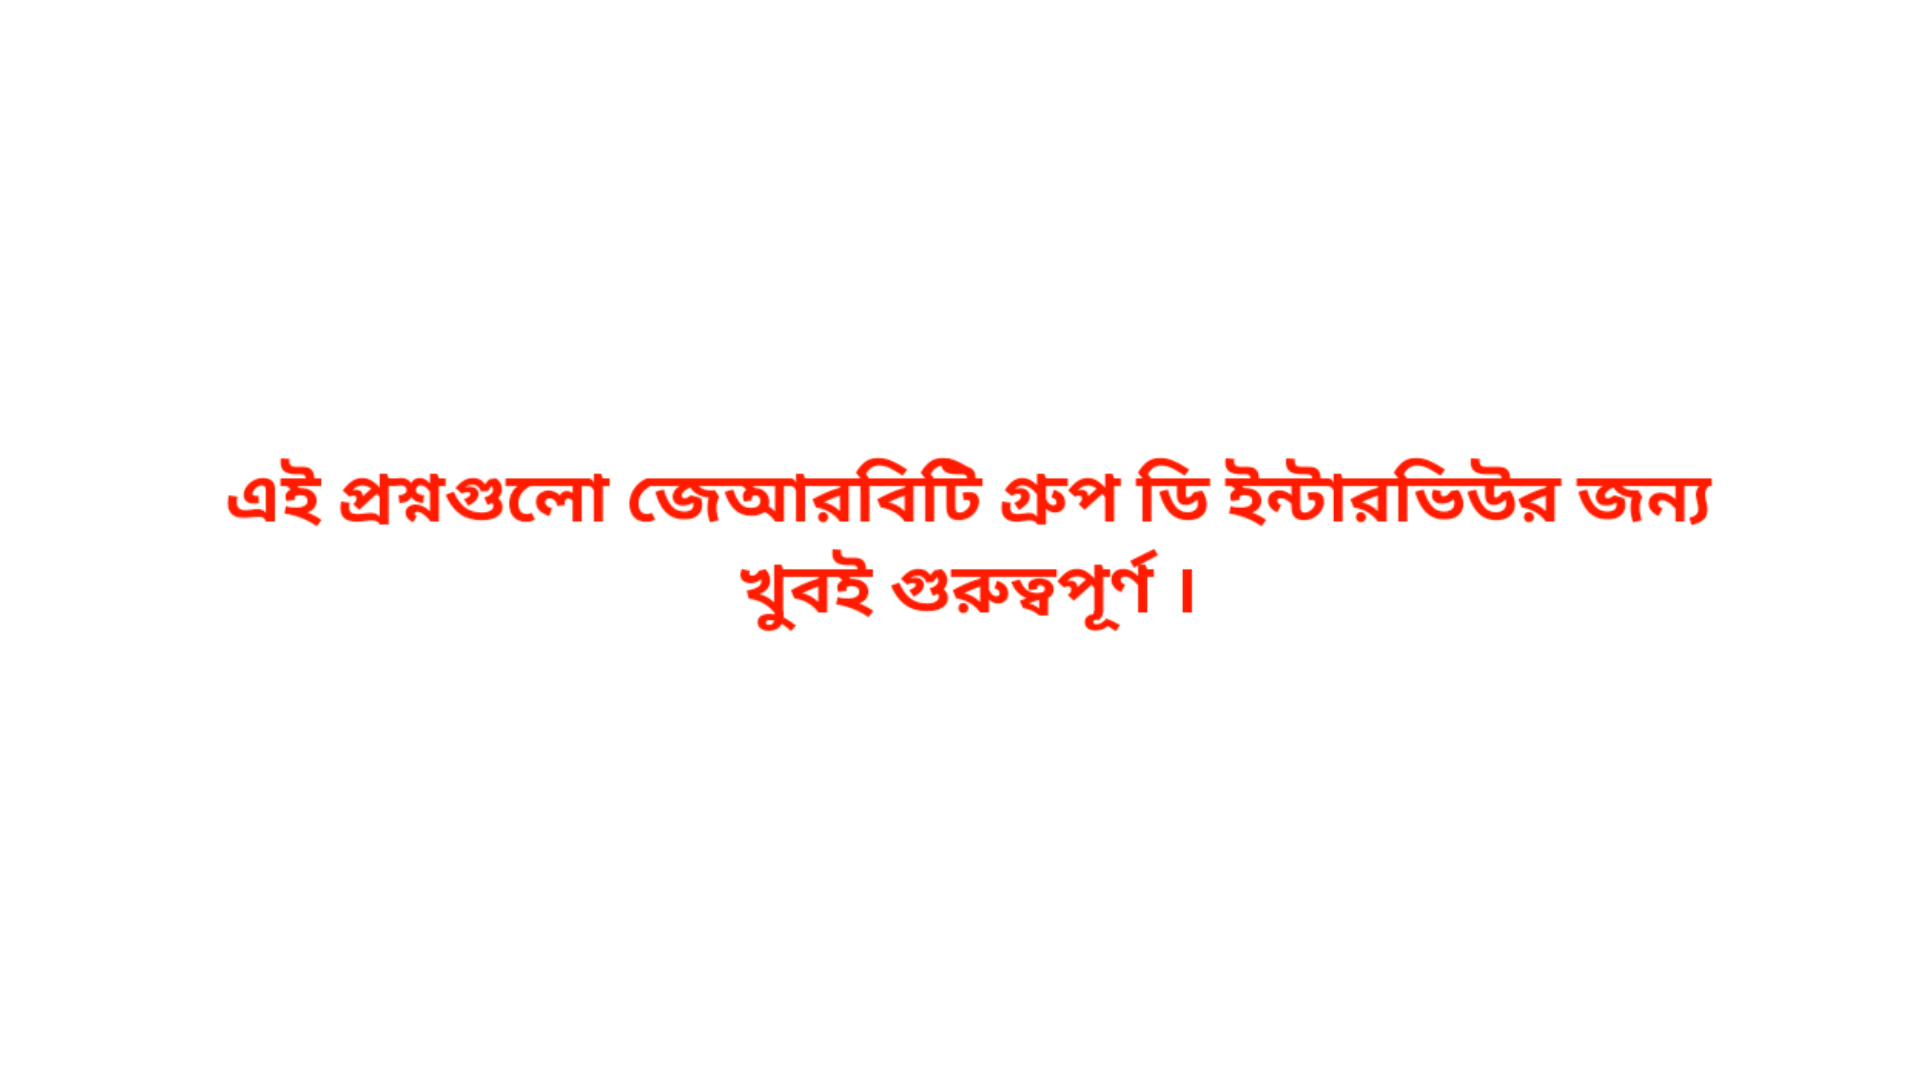 এই প্রশ্নগুলো জেআরবিটি গ্রুপ ডি ইন্টারভিউর জন্য
খুবই গুরুত্বপূর্ণ ।